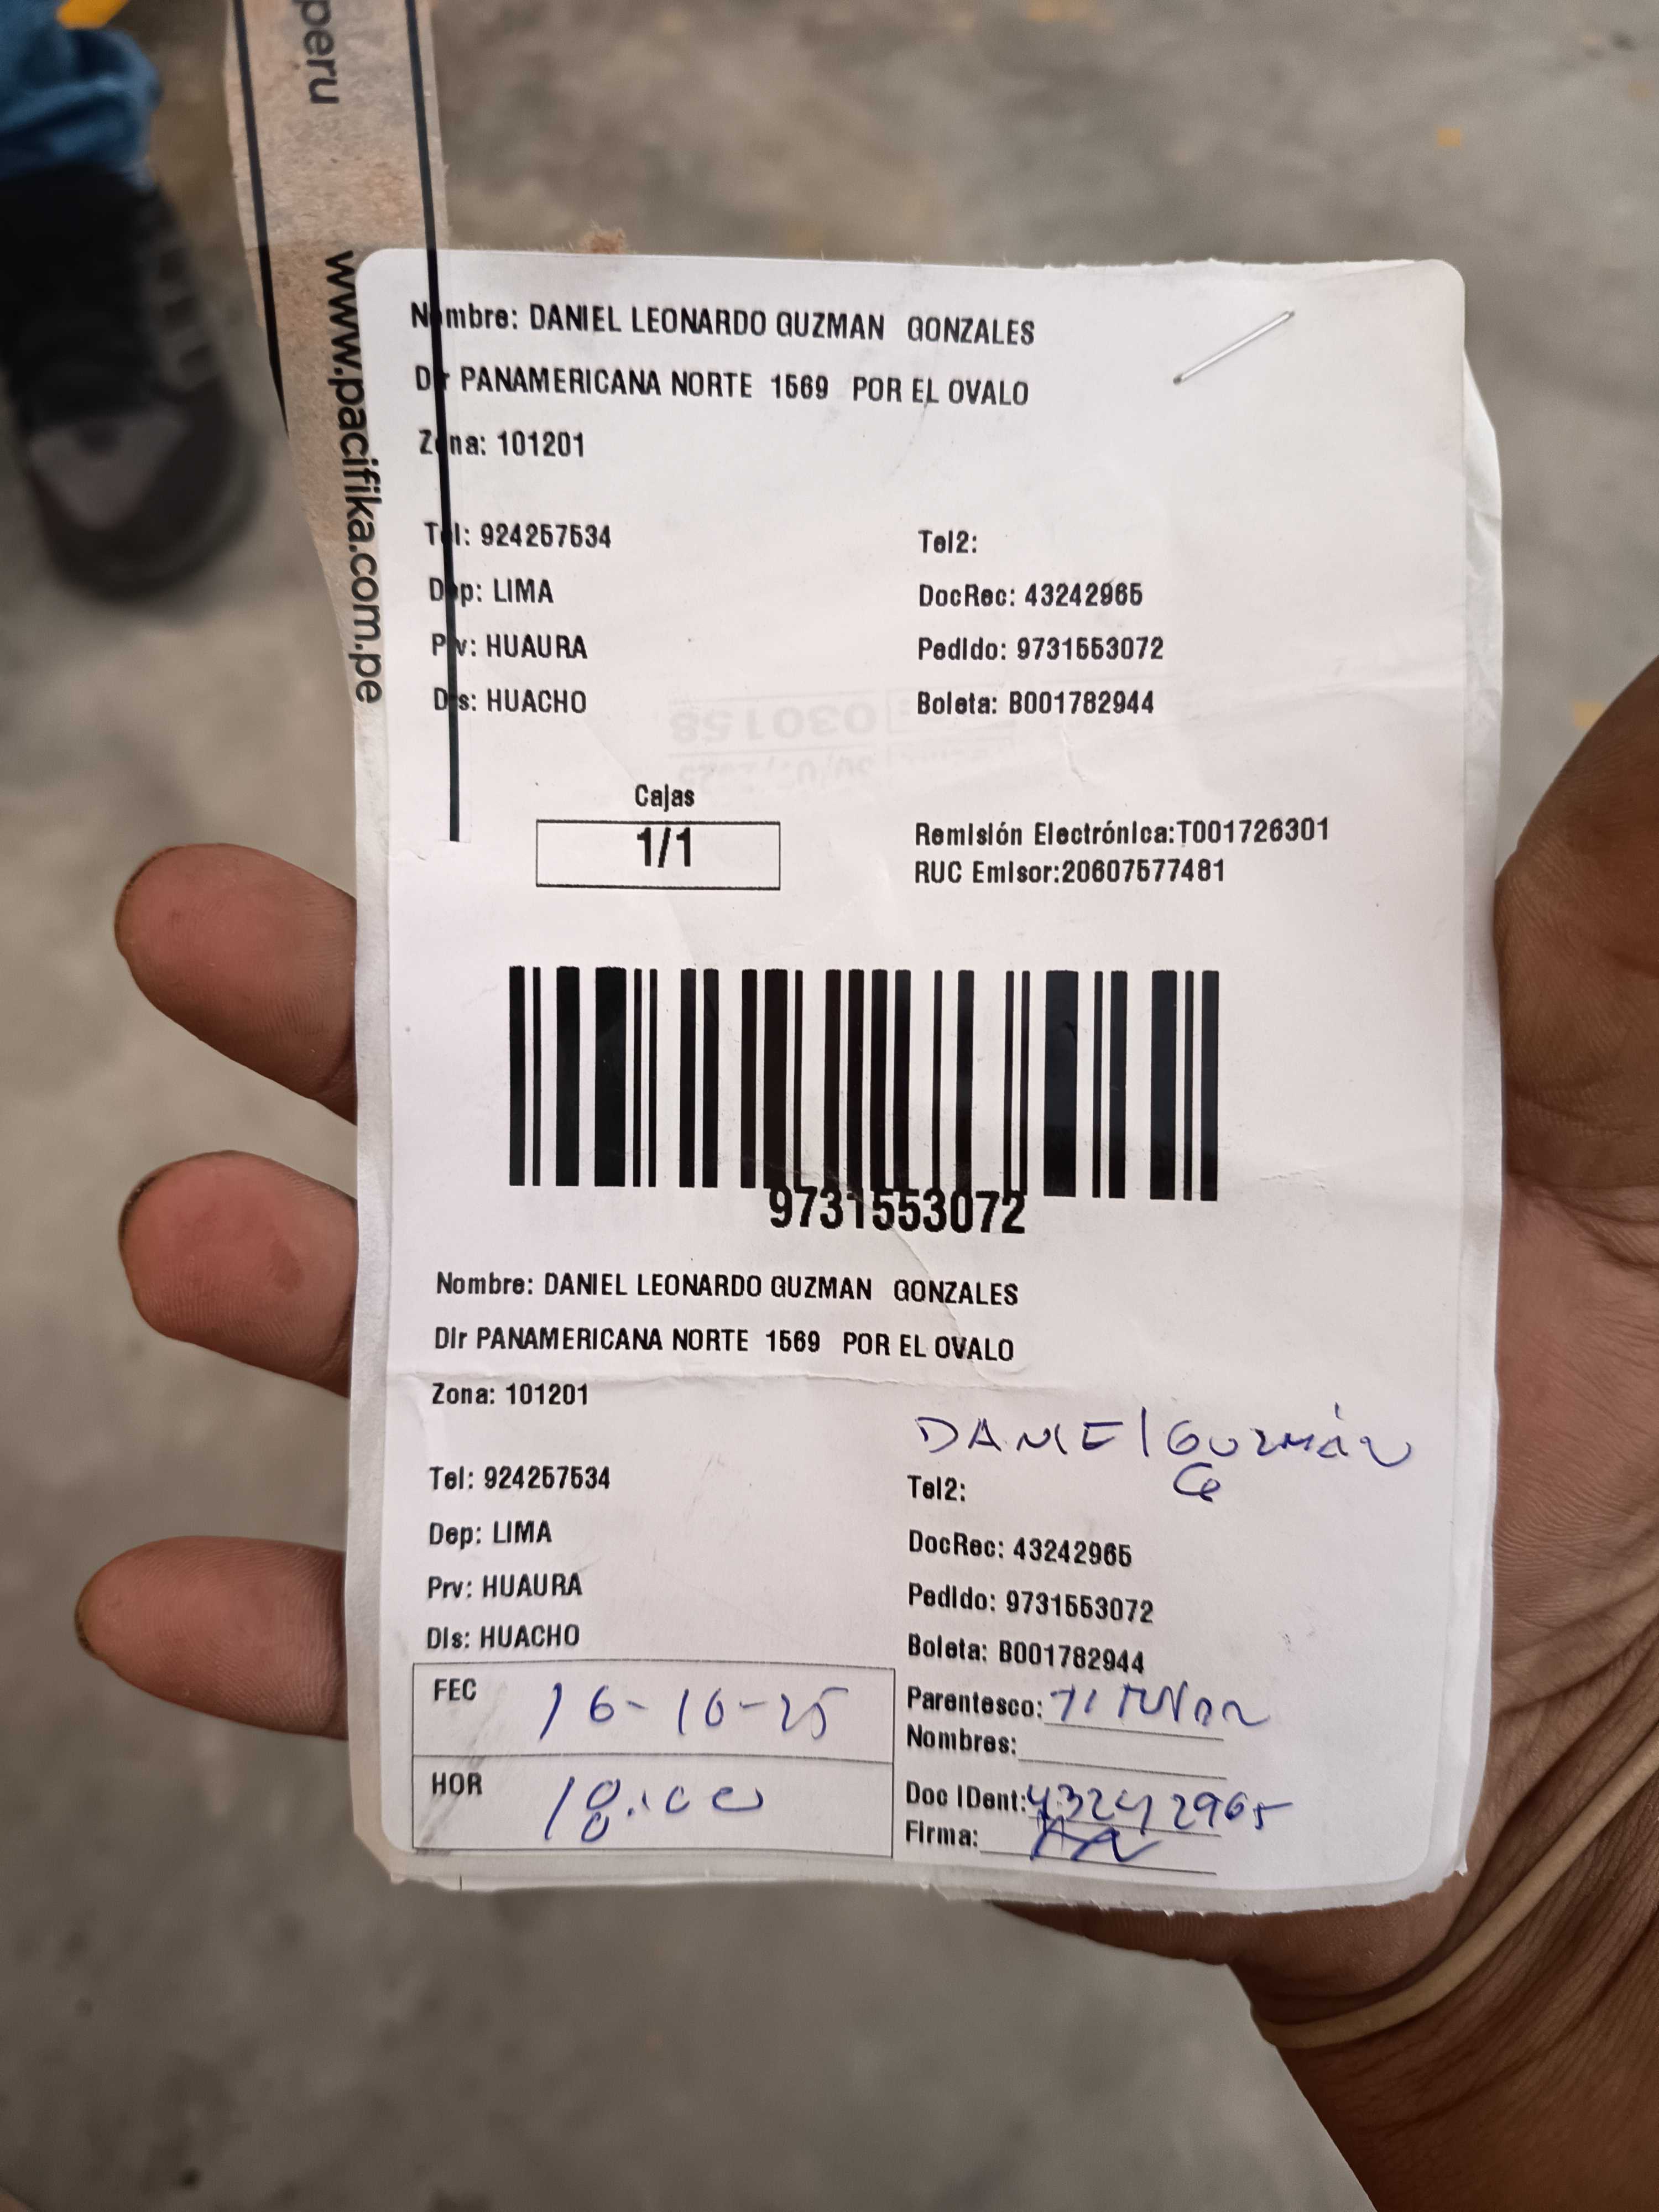 peru
www.pacifika.com.pe
Nombre: DANIEL LEONARDO GUZMAN GONZALES
Dir PANAMERICANA NORTE 1569 POR EL OVALO
Zona: 101201
Tel: 924257534 Tel2:
Dep: LIMA DocRec: 43242965
Prv: HUAURA Pedido: 9731553072
Dis: HUACHO Boleta: B001782944
030158
Cajas
1/1
Remisión Electrónica:T001726301
RUC Emisor:20607577481
9731553072
Nombre: DANIEL LEONARDO GUZMAN GONZALES
Dir PANAMERICANA NORTE 1569 POR EL OVALO
Zona: 101201
DANIEl GUZMÁN
G
Tel: 924257534 Tel2:
Dep: LIMA DocRec: 43242965
Prv: HUAURA Pedido: 9731553072
Dis: HUACHO Boleta: B001782944
FEC 16-10-25 Parentesco: TITULAR
Nombres:
HOR 18:00 Doc IDent: 43242965
Firma: